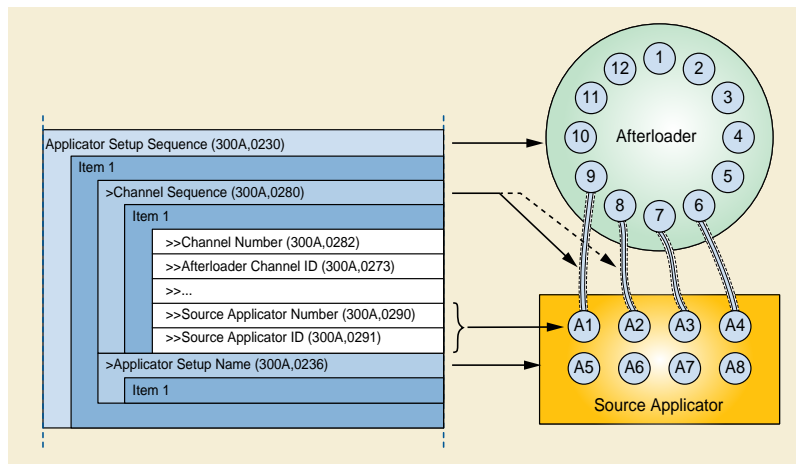 Applicator Setup Sequence (300A,0230)
Item 1
>Channel Sequence (300A,0280)
Item 1
>>Channel Number (300A,0282)
>>Afterloader Channel ID (300A,0273)
>>...
>>Source Applicator Number (300A,0290)
>>Source Applicator ID (300A,0291)
>Applicator Setup Name (300A,0236)
Item 1
1
2
3
4
5
6
7
8
9
10
11
12
Afterloader
A1 A2 A3 A4
A5 A6 A7 A8
Source Applicator